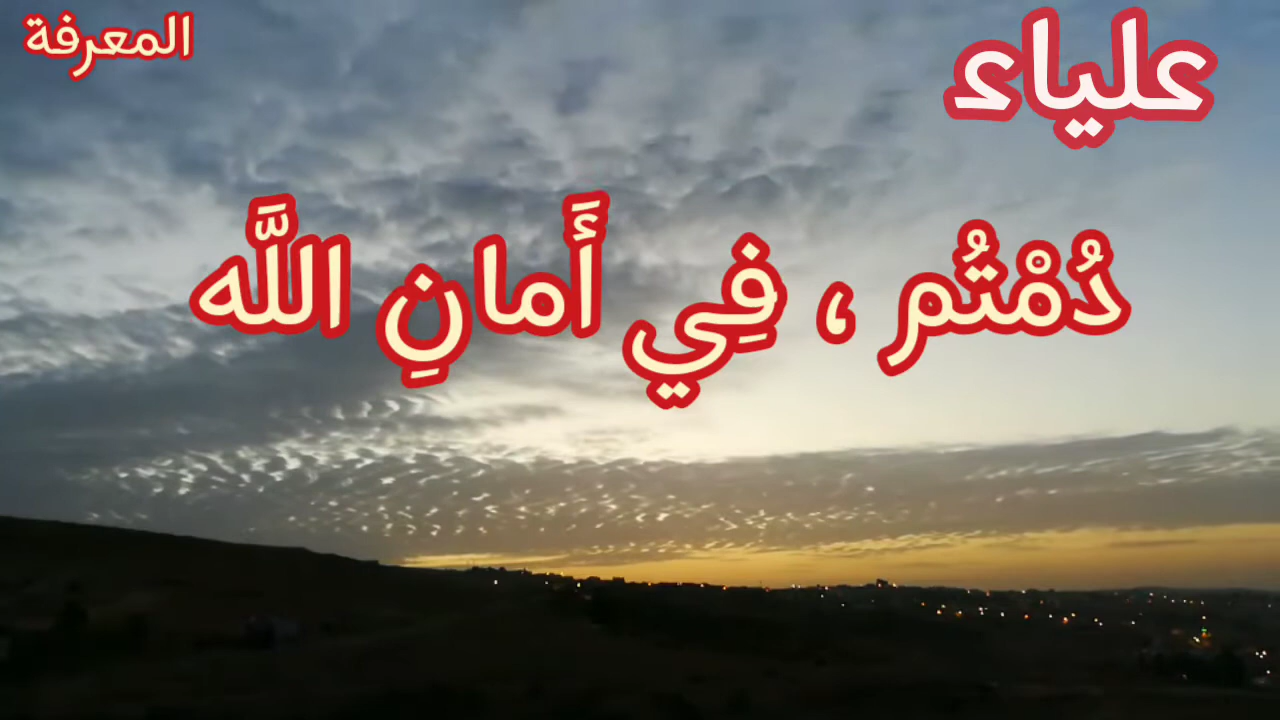 علياء
المعرفة
دُمْتُم ، فِي أَمانِ اللَّه